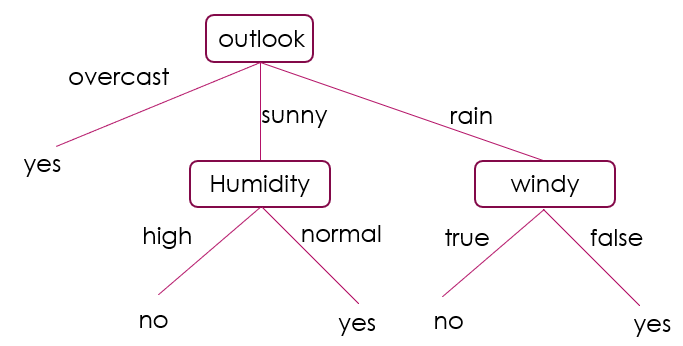 outlook
overcast
sunny
rain
yes
Humidity
windy
high
normal
true
false
no
yes
no
yes